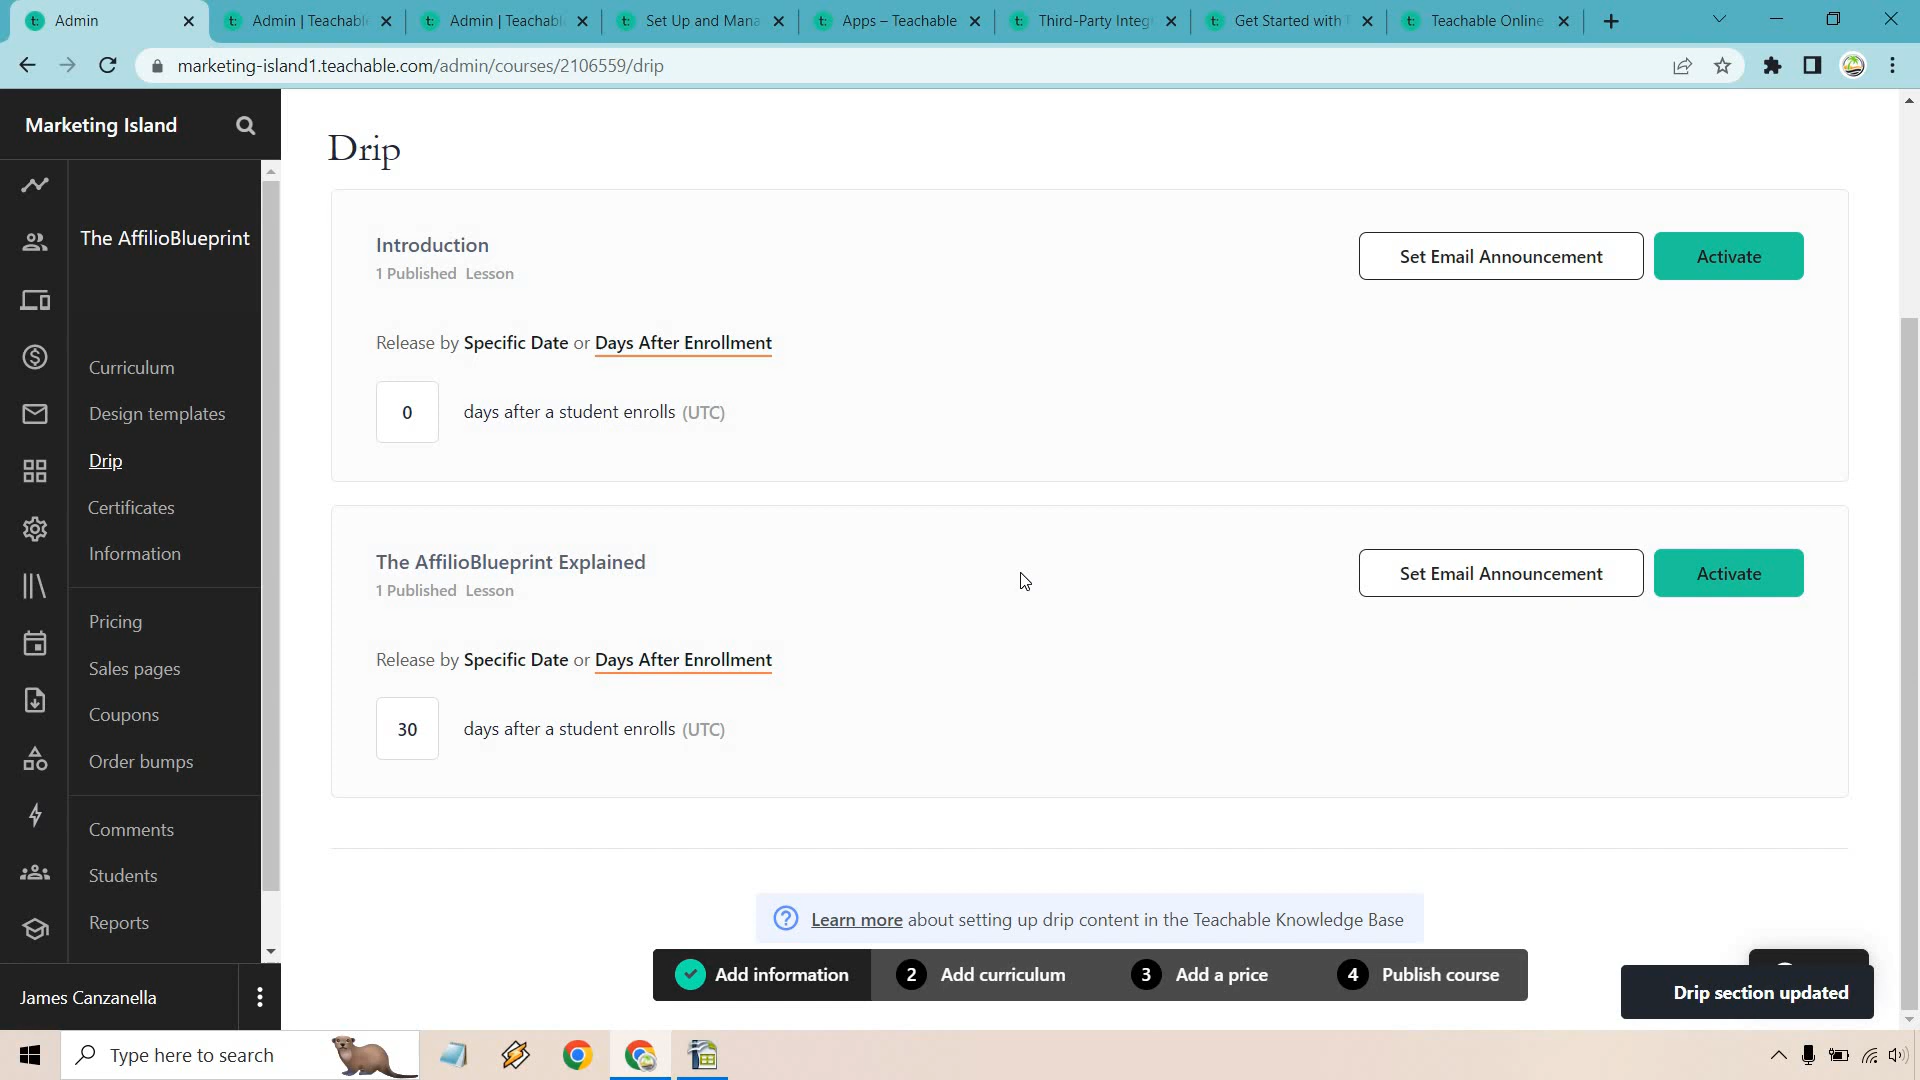 Admin
Admin | Teachabl
Admin | Teachabl
Set Up and Mana
Apps – Teachable
Third-Party Integ
Get Started with
Teachable Online
marketing-island1.teachable.com/admin/courses/2106559/drip
Marketing Island
The AffilioBlueprint
Curriculum
Design templates
Drip
Certificates
Information
Pricing
Sales pages
Coupons
Order bumps
Comments
Students
Reports
James Canzanella
Drip
Introduction
1 Published Lesson
Set Email Announcement
Activate
Release by Specific Date or Days After Enrollment
0 days after a student enrolls (UTC)
The AffilioBlueprint Explained
1 Published Lesson
Set Email Announcement
Activate
Release by Specific Date or Days After Enrollment
30 days after a student enrolls (UTC)
Learn more about setting up drip content in the Teachable Knowledge Base
Add information
2 Add curriculum
3 Add a price
4 Publish course
Drip section updated
Type here to search